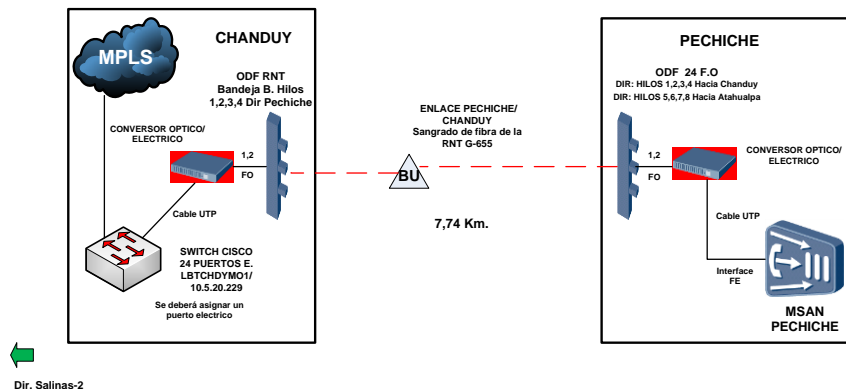 CHANDUY
MPLS
ODF RNT
Bandeja B. Hilos
1,2,3,4 Dir Pechiche
CONVERSOR OPTICO/
ELECTRICO
1,2
FO
Cable UTP
SWITCH CISCO
24 PUERTOS E.
LBTCHDYMO1/
10.5.20.229
Se deberá asignar un
puerto electrico
ENLACE PECHICHE/
CHANDUY
Sangrado de fibra de la
RNT G-655
BU
7,74 Km.
PECHICHE
ODF 24 F.O
DIR: HILOS 1,2,3,4 Hacia Chanduy
DIR: HILOS 5,6,7,8 Hacia Atahualpa
CONVERSOR OPTICO/
ELECTRICO
1,2
FO
Cable UTP
Interface
FE
MSAN
PECHICHE
Dir. Salinas-2